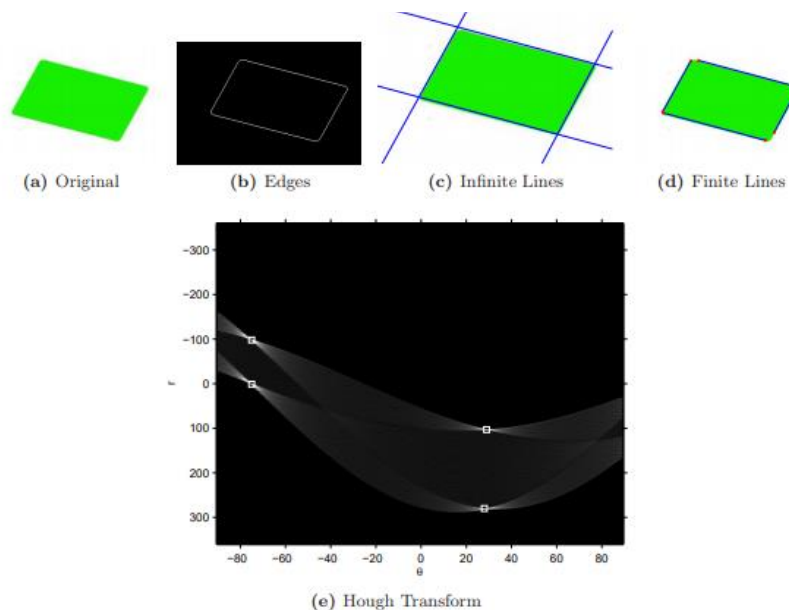 (a) Original
(b) Edges
(c) Infinite Lines
(d) Finite Lines
−300
−200
−100
0
100
200
300
r
−80
−60
−40
−20
0
20
40
60
80
θ
(e) Hough Transform